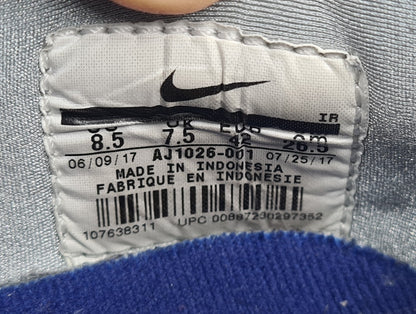 IR
8.5 7.5 42 26.5
06/09/17 AJ1026-001 07/25/17
MADE IN INDONESIA
FABRIQUE EN INDONESIE
107638311 UPC 00887230297352